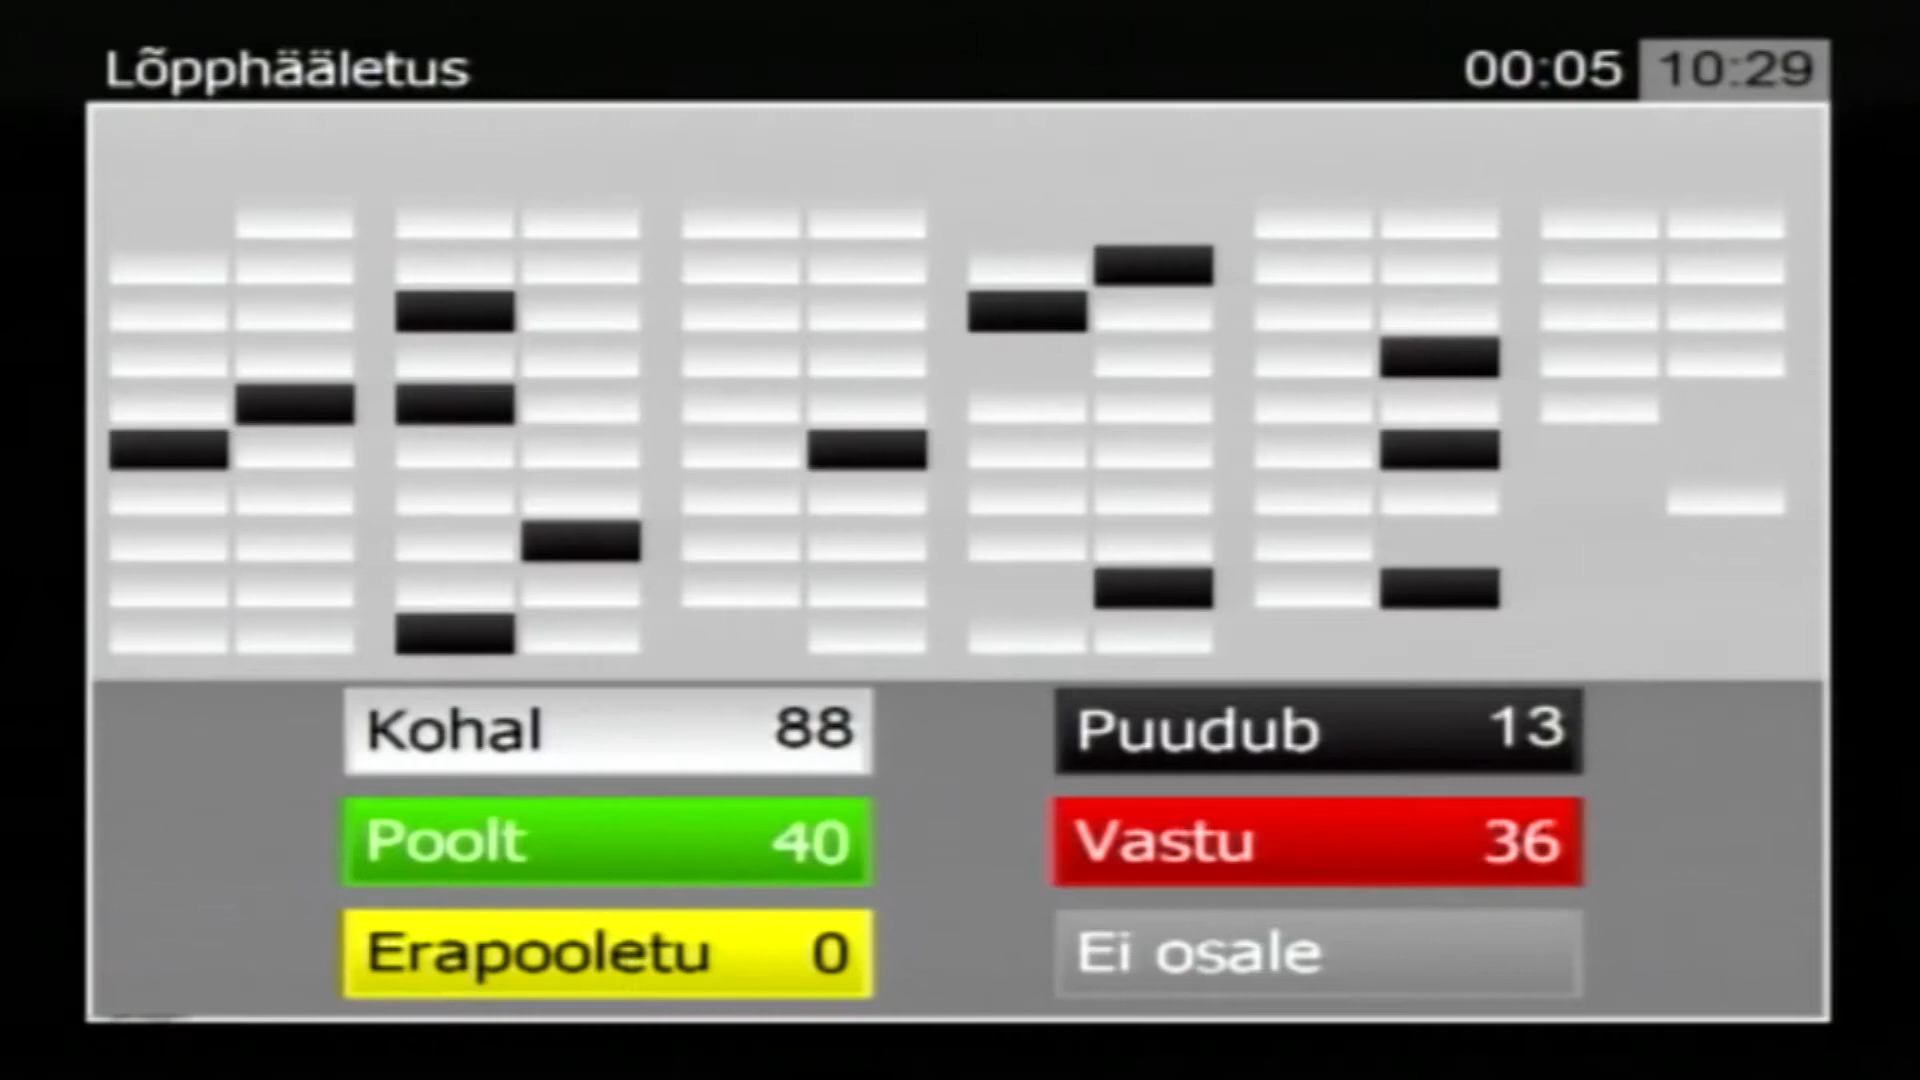 Lõpphääletus 00:05 10:29
Kohal 88 Puudub 13
Poolt 40 Vastu 36
Erapooletu 0 Ei osale